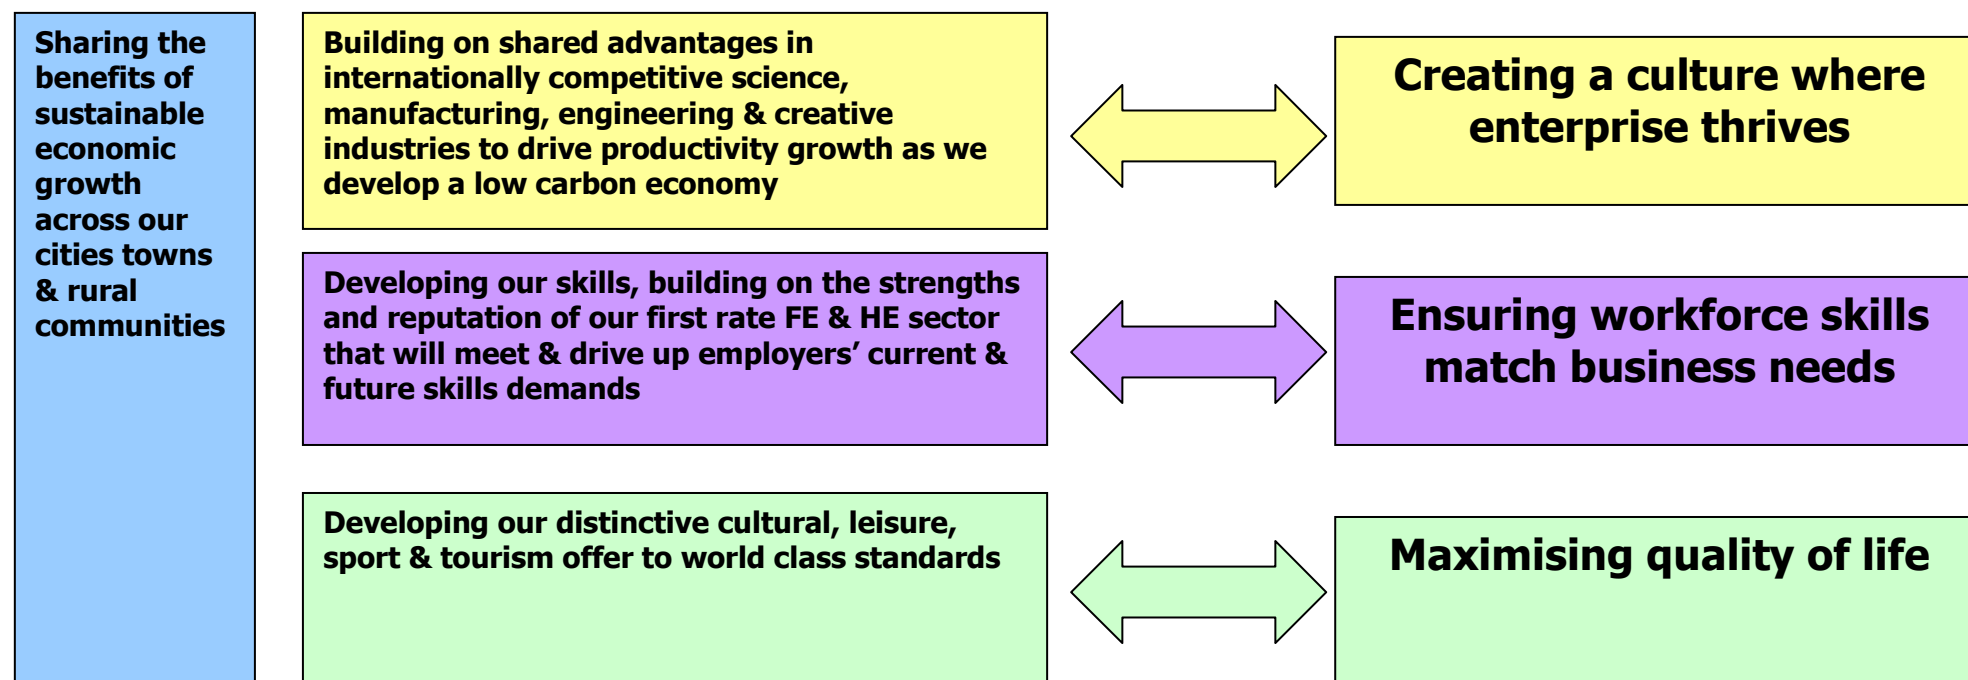 Sharing the
benefits of
sustainable
economic
growth
across our
cities towns
& rural
communities
Building on shared advantages in
internationally competitive science,
manufacturing, engineering & creative
industries to drive productivity growth as we
develop a low carbon economy
Creating a culture where
enterprise thrives
Developing our skills, building on the strengths
and reputation of our first rate FE & HE sector
that will meet & drive up employers’ current &
future skills demands
Ensuring workforce skills
match business needs
Developing our distinctive cultural, leisure,
sport & tourism offer to world class standards
Maximising quality of life